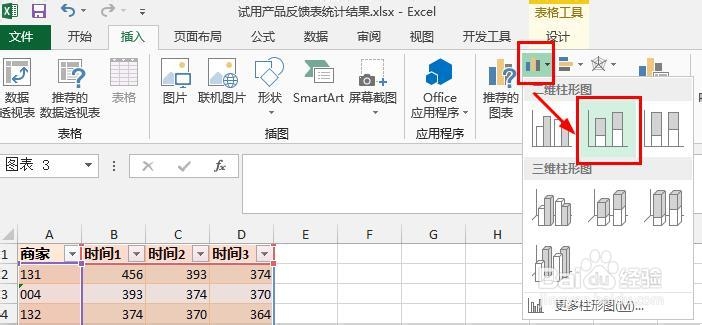 试用产品反馈表统计结果.xlsx - Excel
表格工具
文件 开始 插入 页面布局 公式 数据 审阅 视图 开发工具 设计
数据
透视表
推荐的
数据透视表
表格
图片 联机图片 形状 SmartArt 屏幕截图
Office
应用程序
推荐的
图表
表格 插图 应用程序
二维柱形图
三维柱形图
更多柱形图(M)...
图表 3
fx
A B C D E F G H
1 商家 时间1 时间2 时间3
2 131 456 393 374
3 004 393 374 370
4 132 374 370 364
Baidu 经验